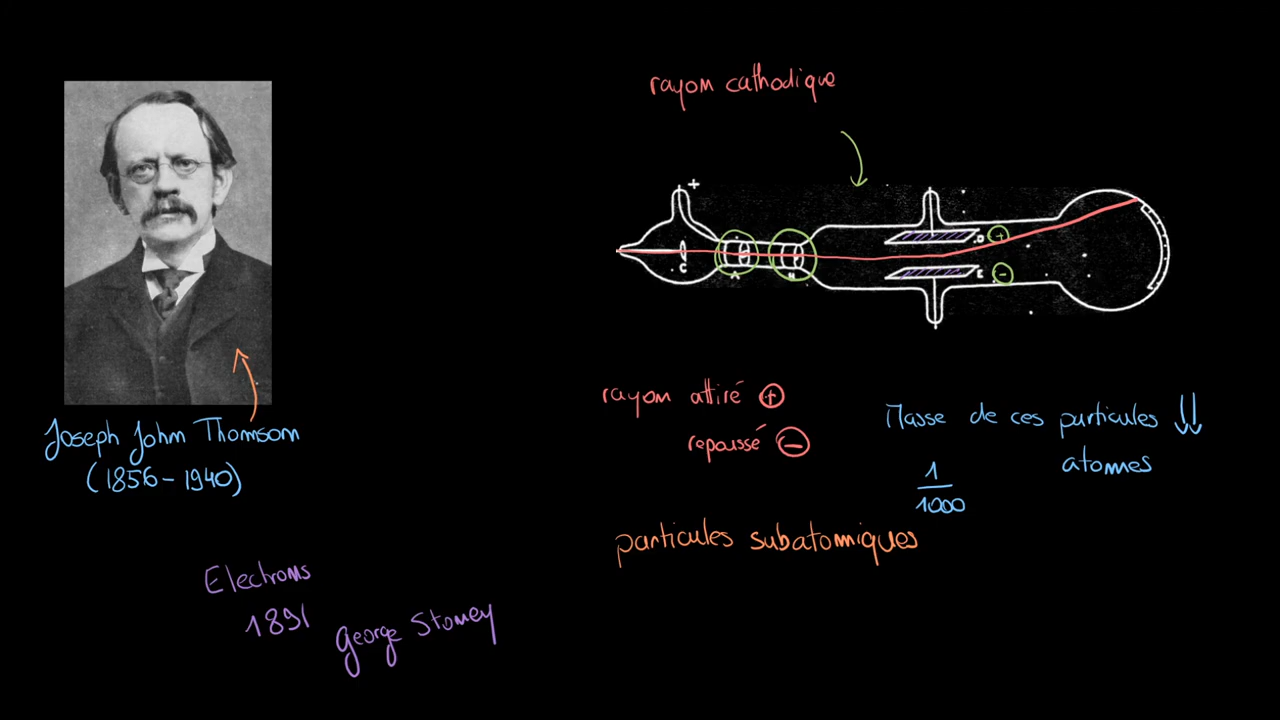 rayon cathodique
+
C
A
B
D
+
E
-
rayon attiré +
repoussé -
Masse de ces particules
atomes
1
1000
particules subatomiques
Joseph John Thomson
(1856-1940)
Electrons
1891
George Stoney